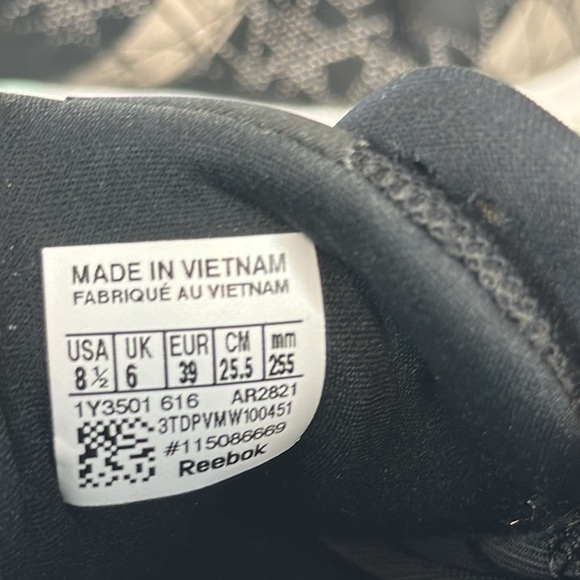 MADE IN VIETNAM
FABRIQUÉ AU VIETNAM
USA UK EUR CM mm
8 ½ 6 39 25.5 255
1Y3501 616 AR2821
3TDPVMW100451
#115086669
Reebok